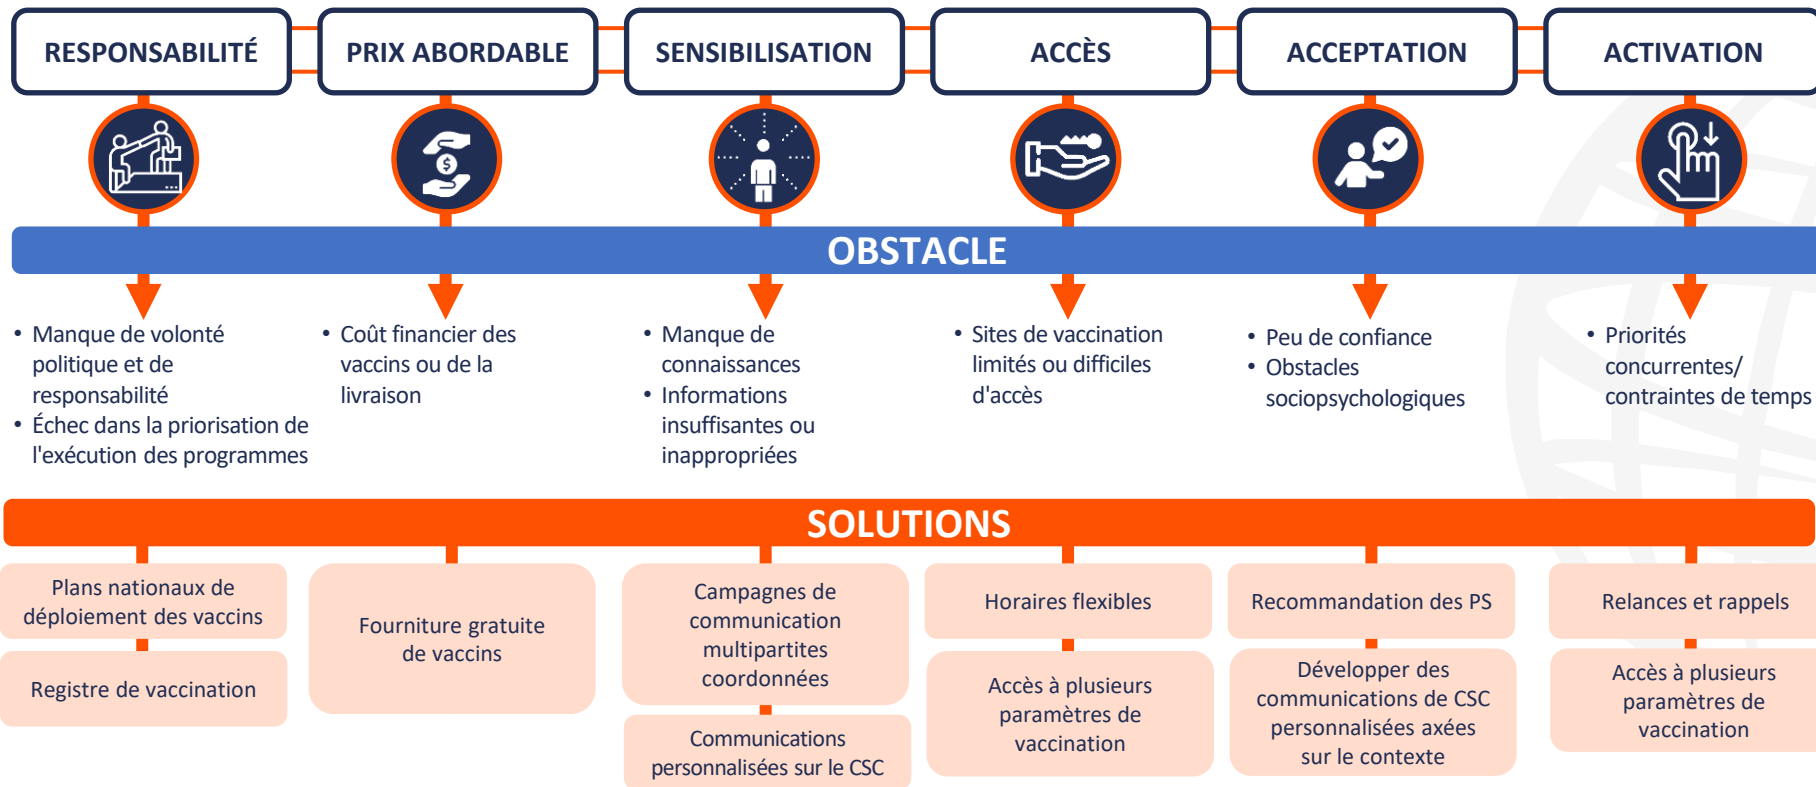 RESPONSABILITÉ
PRIX ABORDABLE
SENSIBILISATION
ACCÈS
ACCEPTATION
ACTIVATION
$
OBSTACLE
• Manque de volonté
politique et de
responsabilité
• Échec dans la priorisation de
l'exécution des programmes
• Coût financier des
vaccins ou de la
livraison
• Manque de
connaissances
• Informations
insuffisantes ou
inappropriées
• Sites de vaccination
limités ou difficiles
d'accès
• Peu de confiance
• Obstacles
sociopsychologiques
• Priorités
concurrentes/
contraintes de temps
SOLUTIONS
Plans nationaux de
déploiement des vaccins
Registre de vaccination
Fourniture gratuite
de vaccins
Campagnes de
communication
multipartites
coordonnées
Communications
personnalisées sur le CSC
Horaires flexibles
Accès à plusieurs
paramètres de
vaccination
Recommandation des PS
Développer des
communications de CSC
personnalisées axées
sur le contexte
Relances et rappels
Accès à plusieurs
paramètres de
vaccination